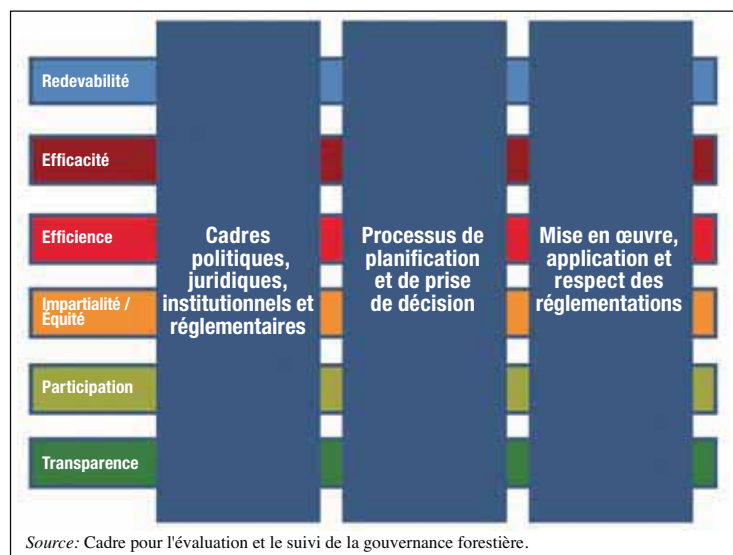 Redevabilité
Efficacité
Efficience
Impartialité /
Équité
Participation
Transparence
Cadres
politiques,
juridiques,
institutionnels et
réglementaires
Processus de
planification
et de prise
de décision
Mise en œuvre,
application et
respect des
réglementations
Source: Cadre pour l'évaluation et le suivi de la gouvernance forestière.